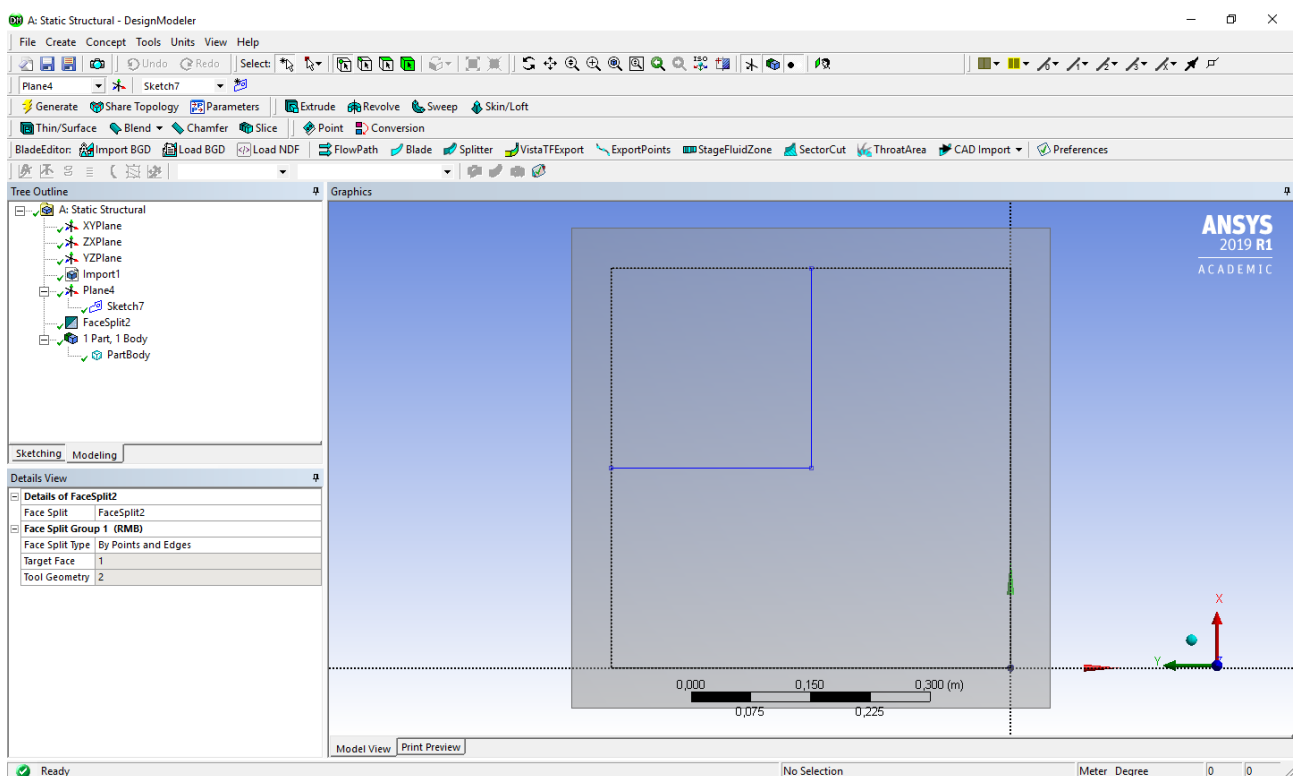 A: Static Structural - DesignModeler
File Create Concept Tools Units View Help
Undo Redo Select:
Plane4 Sketch7
Generate Share Topology Parameters Extrude Revolve Sweep Skin/Loft
Thin/Surface Blend Chamfer Slice Point Conversion
BladeEditor: Import BGD Load BGD Load NDF FlowPath Blade Splitter VistaTFExport ExportPoints StageFluidZone SectorCut ThroatArea CAD Import Preferences
Tree Outline
A: Static Structural
XYPlane
ZXPlane
YZPlane
Import1
Plane4
Sketch7
FaceSplit2
1 Part, 1 Body
PartBody
Sketching Modeling
Details View
Details of FaceSplit2
Face Split FaceSplit2
Face Split Group 1 (RMB)
Face Split Type By Points and Edges
Target Face 1
Tool Geometry 2
Graphics
ANSYS
2019 R1
ACADEMIC
X
Y
0,000 0,150 0,300 (m)
0,075 0,225
Model View Print Preview
Ready No Selection Meter Degree 0 0